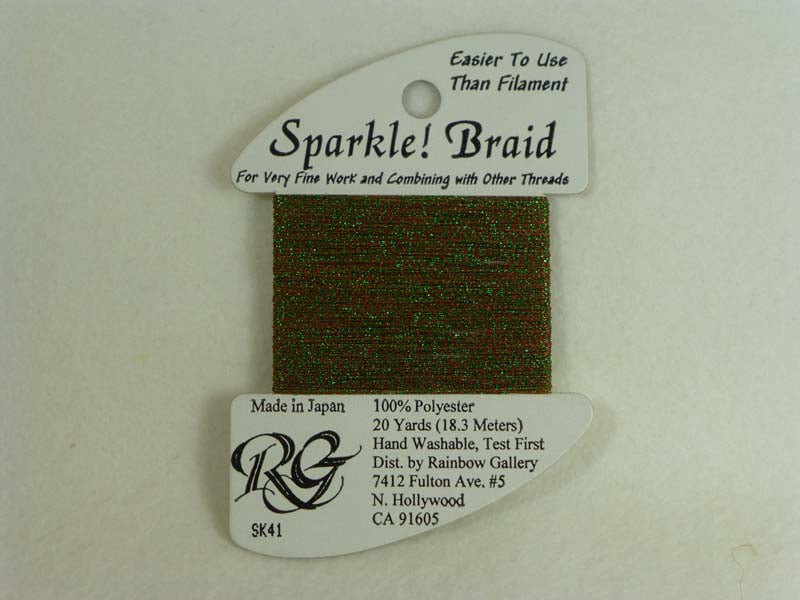 Easier To Use
Than Filament
Sparkle! Braid
For Very Fine Work and Combining with Other Threads
Made in Japan
RG
SK41
100% Polyester
20 Yards (18.3 Meters)
Hand Washable, Test First
Dist. by Rainbow Gallery
7412 Fulton Ave. #5
N. Hollywood
CA 91605